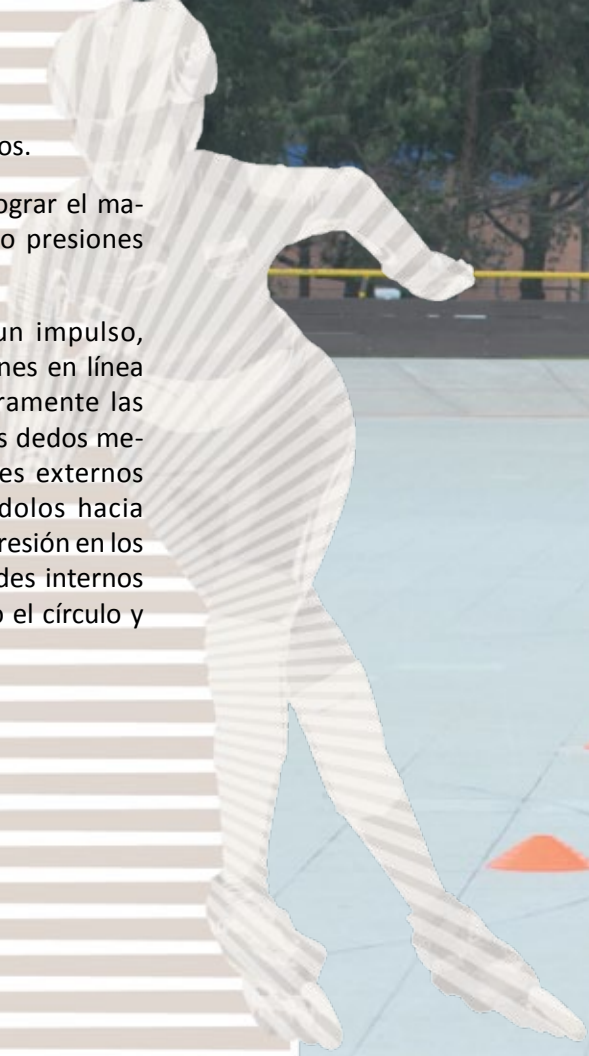 os.
ograr el ma-
o presiones
un impulso,
nes en línea
ramente las
s dedos me-
es externos
dolos hacia
resión en los
des internos
o el círculo y